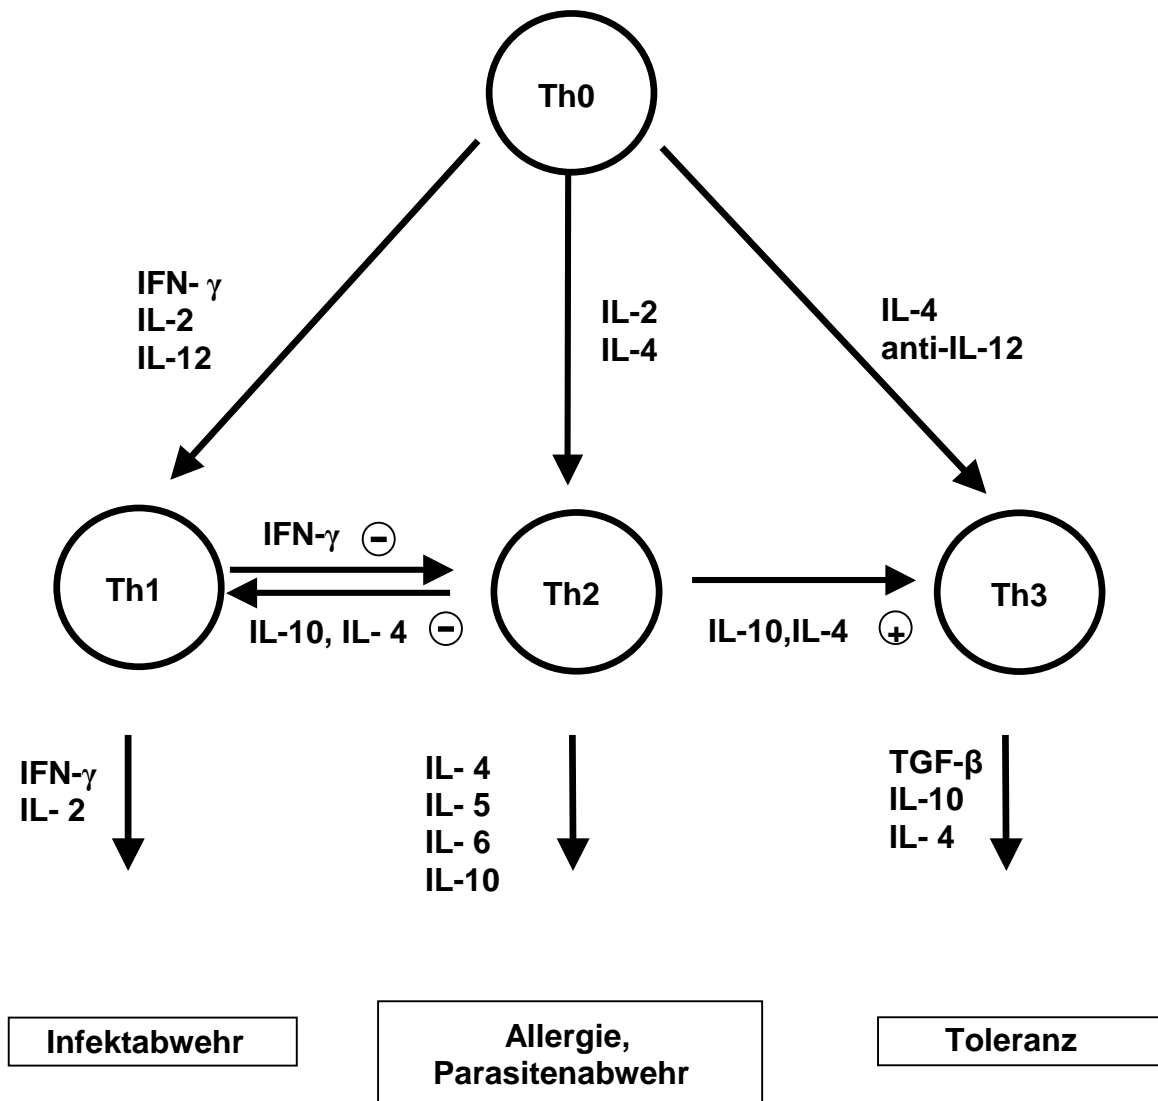 Th0
IFN- γ
IL-2
IL-12
IL-2
IL-4
IL-4
anti-IL-12
Th1
IFN-γ −
IL-10, IL- 4 −
Th2
IL-10,IL-4 +
Th3
IFN-γ
IL- 2
IL- 4
IL- 5
IL- 6
IL-10
TGF-β
IL-10
IL- 4
Infektabwehr
Allergie,
Parasitenabwehr
Toleranz